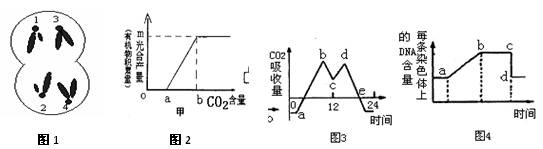 1
3
2
4
图1
(有机物积累量)
m光合产量
0
a
b
CO2含量
甲
图2
CO2
吸收量
b
d
c
0
12
24
a
e
时间
图3
每条染色体上
的DNA含量
a
b
c
d
时间
图4